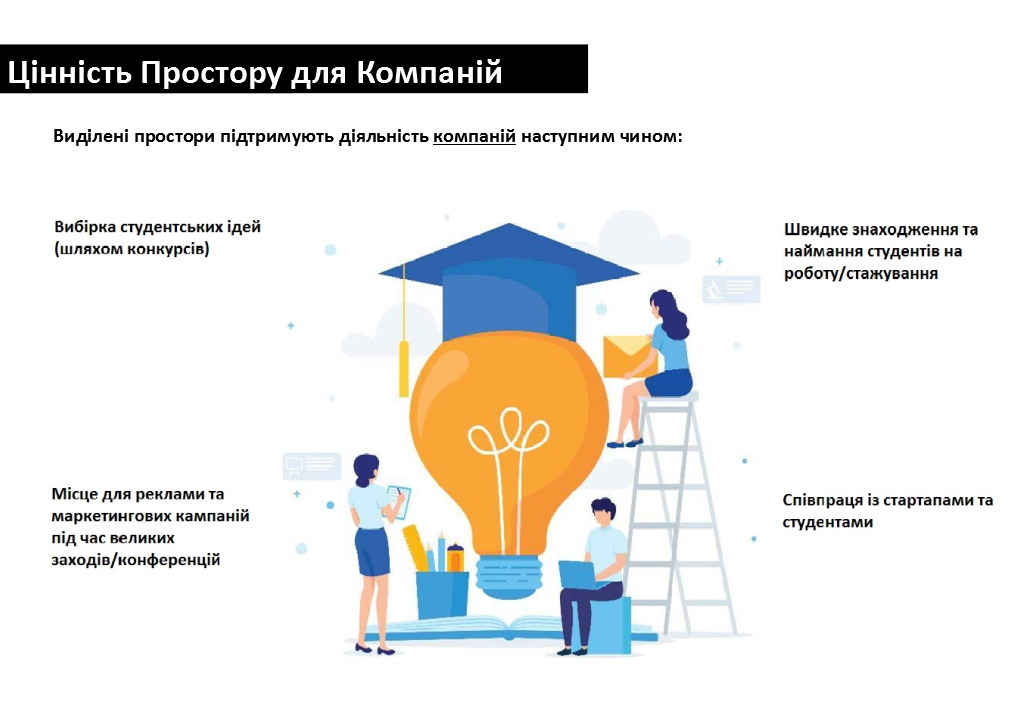 Цінність Простору для Компаній
Виділені простори підтримують діяльність компаній наступним чином:
Вибірка студентських ідей
(шляхом конкурсів)
Швидке знаходження та
наймання студентів на
роботу/стажування
Місце для реклами та
маркетингових кампаній
під час великих
заходів/конференцій
Співпраця із стартапами та
студентами